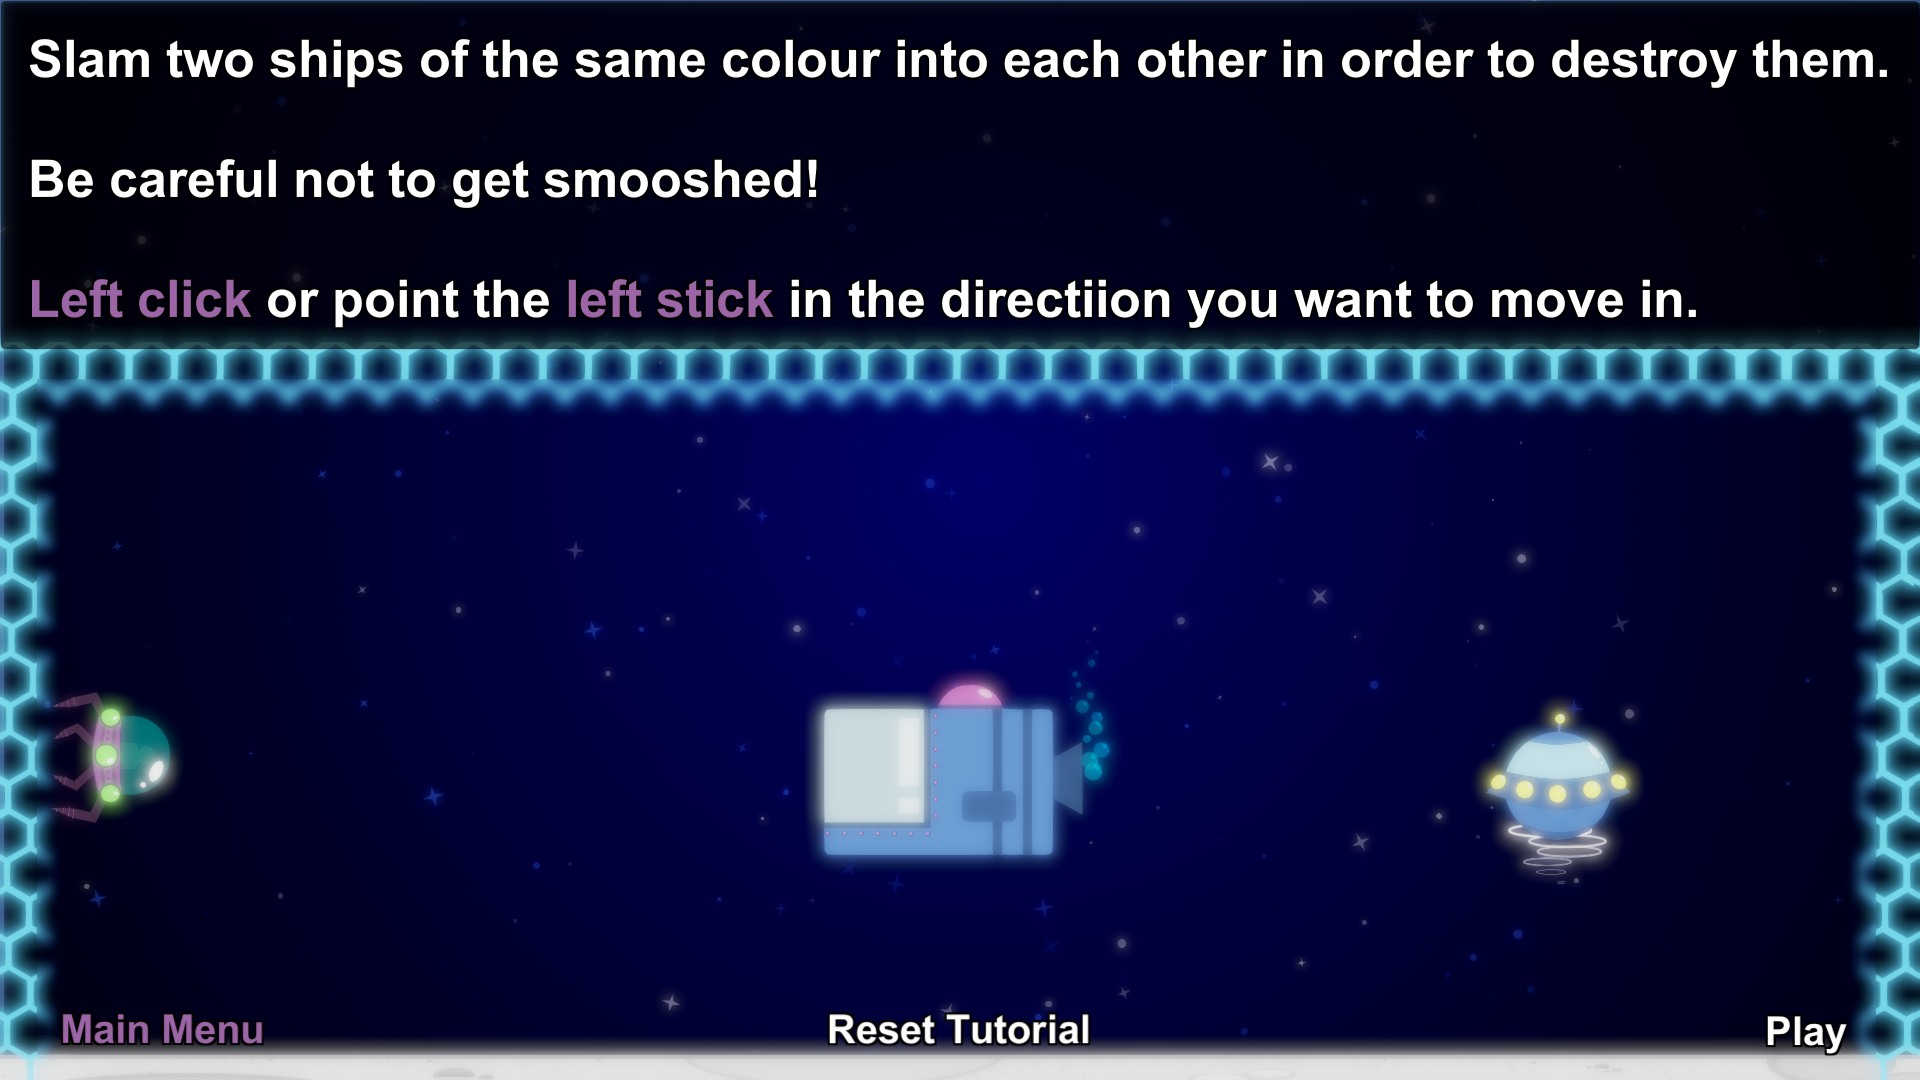 Slam two ships of the same colour into each other in order to destroy them.
Be careful not to get smooshed!
Left click or point the left stick in the directiion you want to move in.
Main Menu
Reset Tutorial
Play